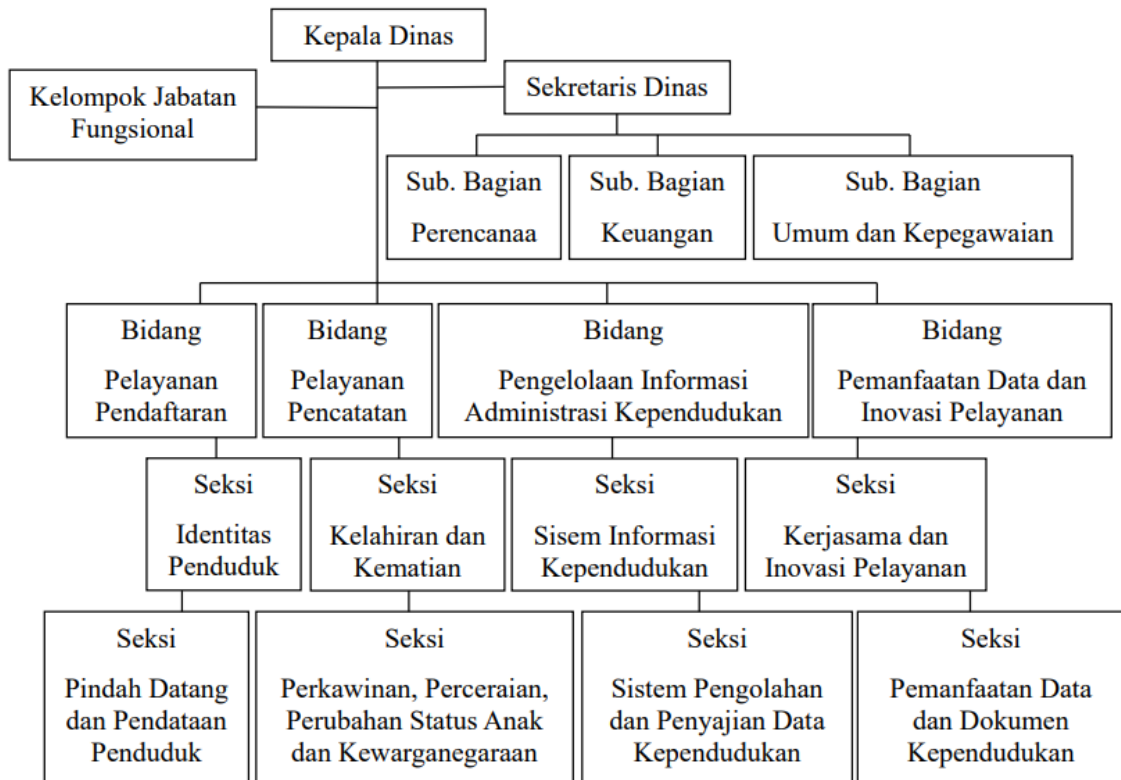 Kepala Dinas
Kelompok Jabatan
Fungsional
Sekretaris Dinas
Sub. Bagian
Perencanaa
Sub. Bagian
Keuangan
Sub. Bagian
Umum dan Kepegawaian
Bidang
Pelayanan
Pendaftaran
Bidang
Pelayanan
Pencatatan
Bidang
Pengelolaan Informasi
Administrasi Kependudukan
Bidang
Pemanfaatan Data dan
Inovasi Pelayanan
Seksi
Identitas
Penduduk
Seksi
Kelahiran dan
Kematian
Seksi
Sisem Informasi
Kependudukan
Seksi
Kerjasama dan
Inovasi Pelayanan
Seksi
Pindah Datang
dan Pendataan
Penduduk
Seksi
Perkawinan, Perceraian,
Perubahan Status Anak
dan Kewarganegaraan
Seksi
Sistem Pengolahan
dan Penyajian Data
Kependudukan
Seksi
Pemanfaatan Data
dan Dokumen
Kependudukan